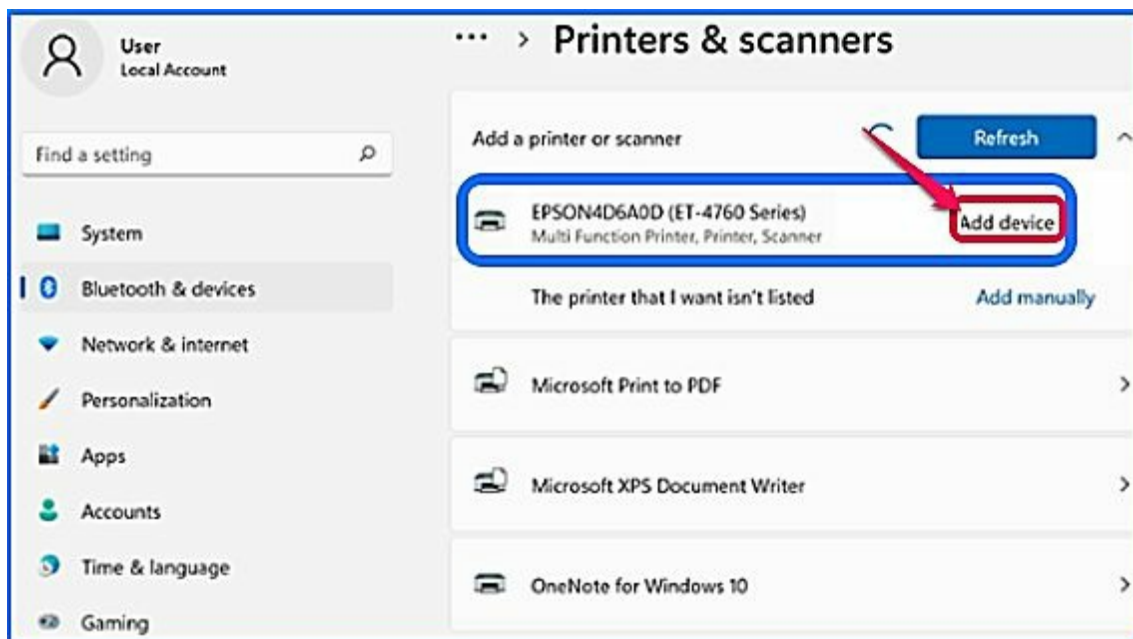 User
Local Account
Find a setting
System
Bluetooth & devices
Network & internet
Personalization
Apps
Accounts
Time & language
Gaming
... > Printers & scanners
Add a printer or scanner
Refresh
EPSON4D6A0D (ET-4760 Series)
Multi Function Printer, Printer, Scanner
Add device
The printer that I want isn't listed
Add manually
Microsoft Print to PDF
Microsoft XPS Document Writer
OneNote for Windows 10